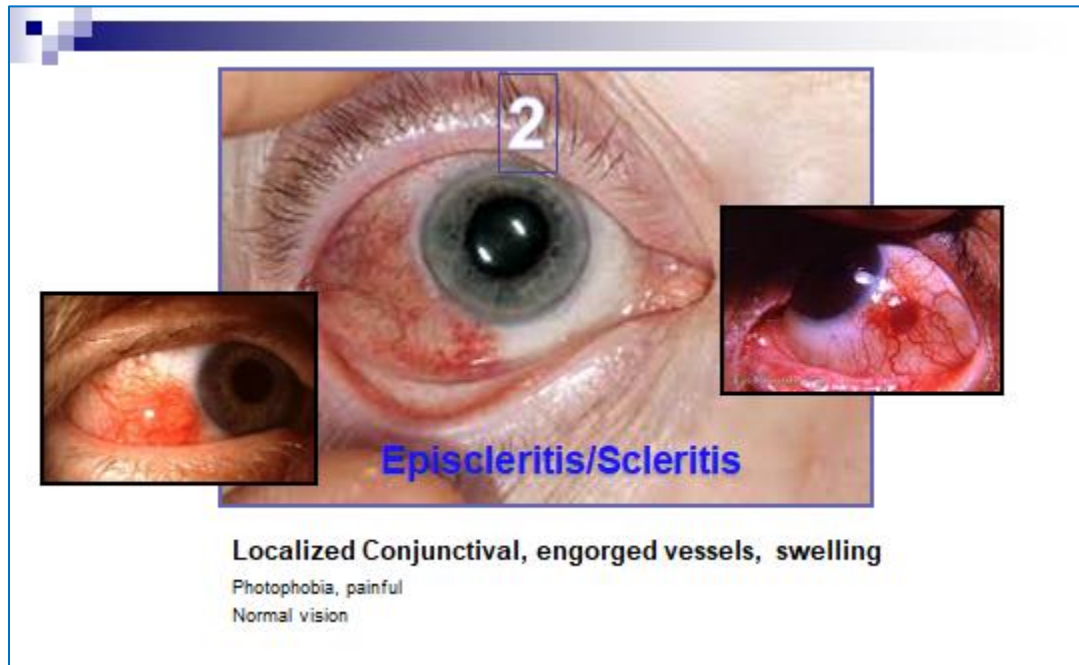 2
Episcleritis/Scleritis
Localized Conjunctival, engorged vessels, swelling
Photophobia, painful
Normal vision